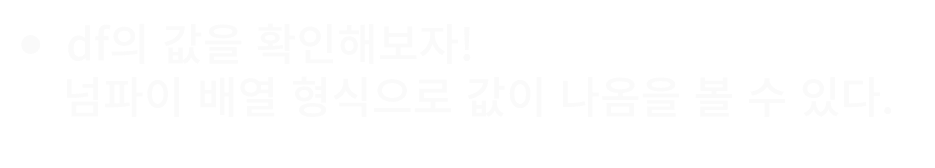 • df의 값을 확인해보자!
넘파이 배열 형식으로 값이 나옴을 볼 수 있다.